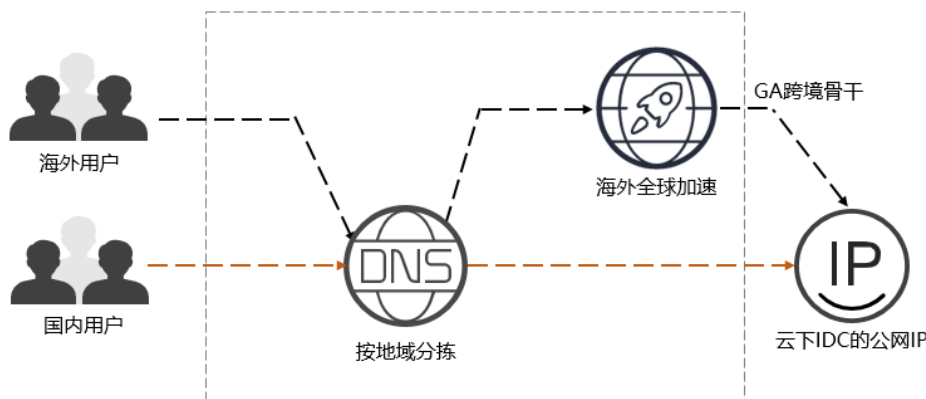 GA跨境骨干
海外用户
海外全球加速
DNS
IP
国内用户
按地域分拣
云下IDC的公网IP